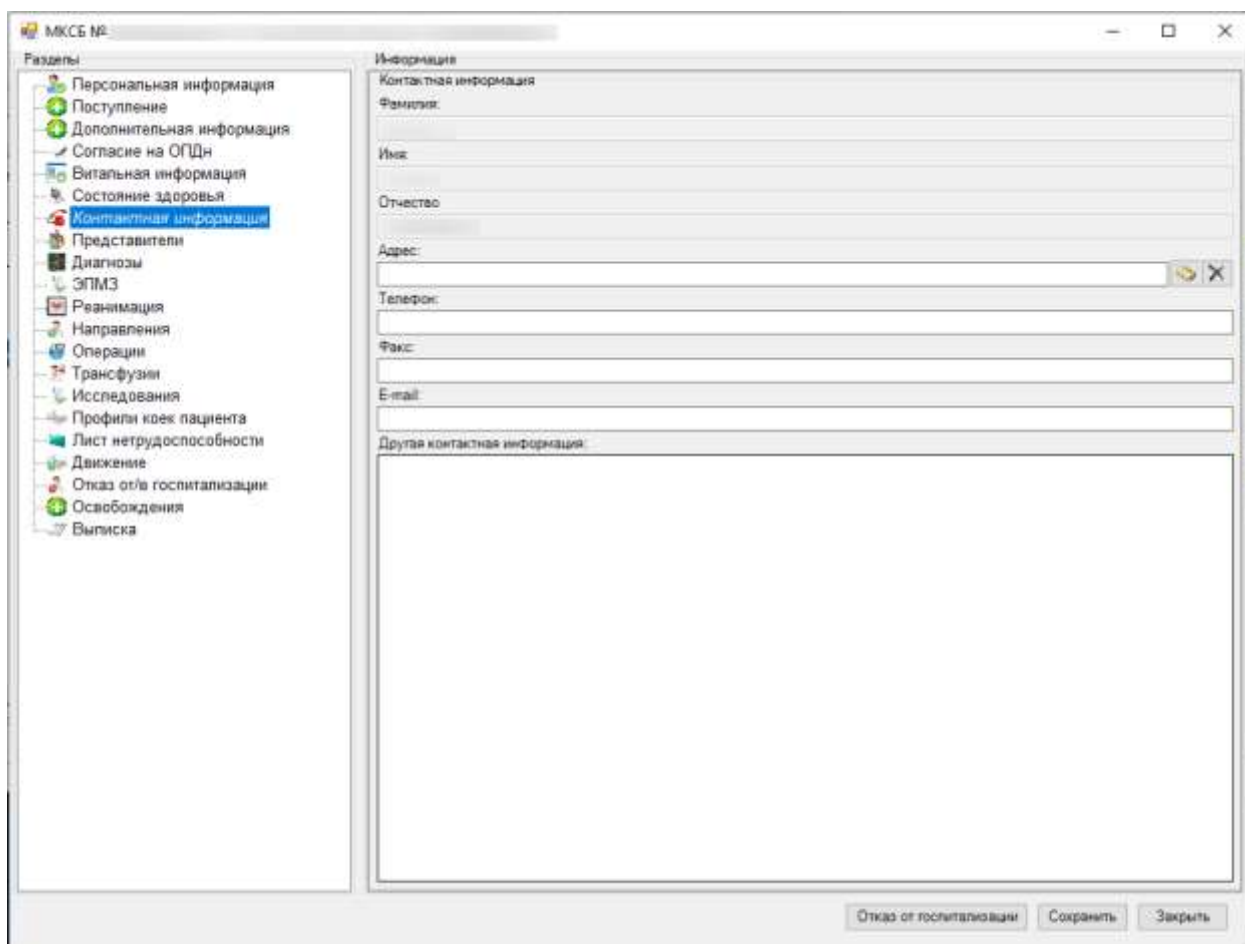 МКСБ №
Разделы
Персональная информация
Поступление
Дополнительная информация
Согласие на ОПДн
Витальная информация
Состояние здоровья
Контактная информация
Представители
Диагнозы
ЭПМЗ
Реанимация
Направления
Операции
Трансфузии
Исследования
Профили коек пациента
Лист нетрудоспособности
Движение
Отказ от/в госпитализации
Освобождения
Выписка
Информация
Контактная информация
Фамилия:
Имя:
Отчество
Адрес:
Телефон:
Факс:
E-mail:
Другая контактная информация:
Отказ от госпитализации
Сохранить
Закрыть